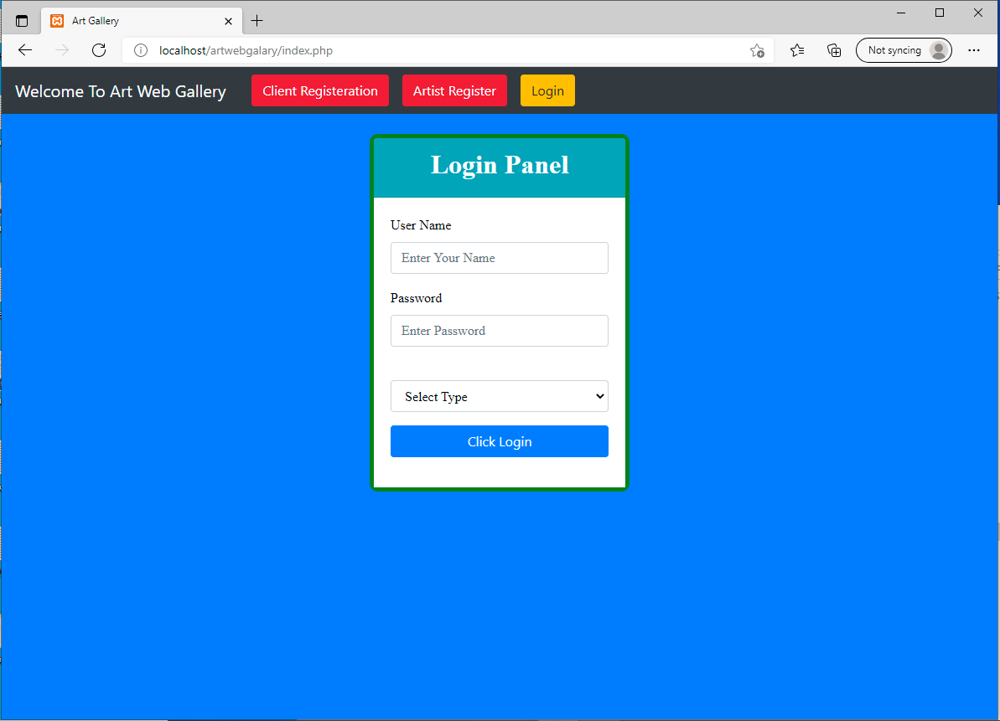 Art Gallery
localhost/artwebgalary/index.php
Not syncing
Welcome To Art Web Gallery Client Registeration Artist Register Login
Login Panel
User Name
Enter Your Name
Password
Enter Password
Select Type
Click Login